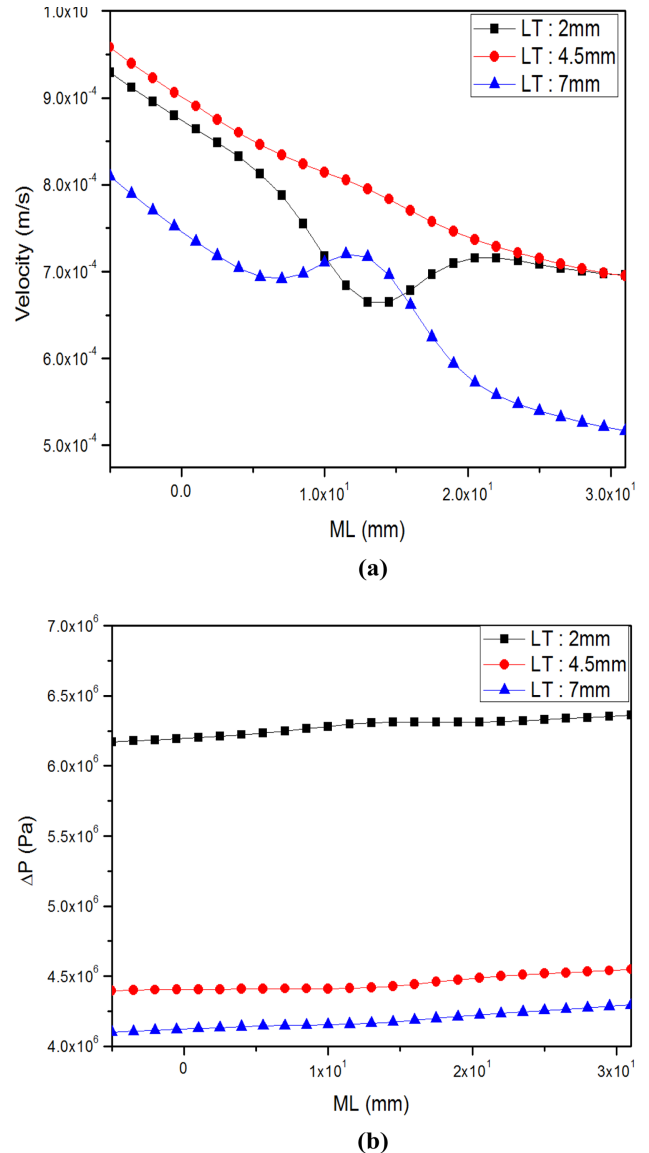 1.0x10
LT : 2mm
LT : 4.5mm
LT : 7mm
9.0x10⁻⁴
8.0x10⁻⁴
7.0x10⁻⁴
6.0x10⁻⁴
5.0x10⁻⁴
Velocity (m/s)
0.0 1.0x10¹ 2.0x10¹ 3.0x10¹
ML (mm)
(a)
7.0x10⁶
LT : 2mm
LT : 4.5mm
LT : 7mm
6.5x10⁶
6.0x10⁶
5.5x10⁶
5.0x10⁶
4.5x10⁶
4.0x10⁶
ΔP (Pa)
0 1x10¹ 2x10¹ 3x10¹
ML (mm)
(b)